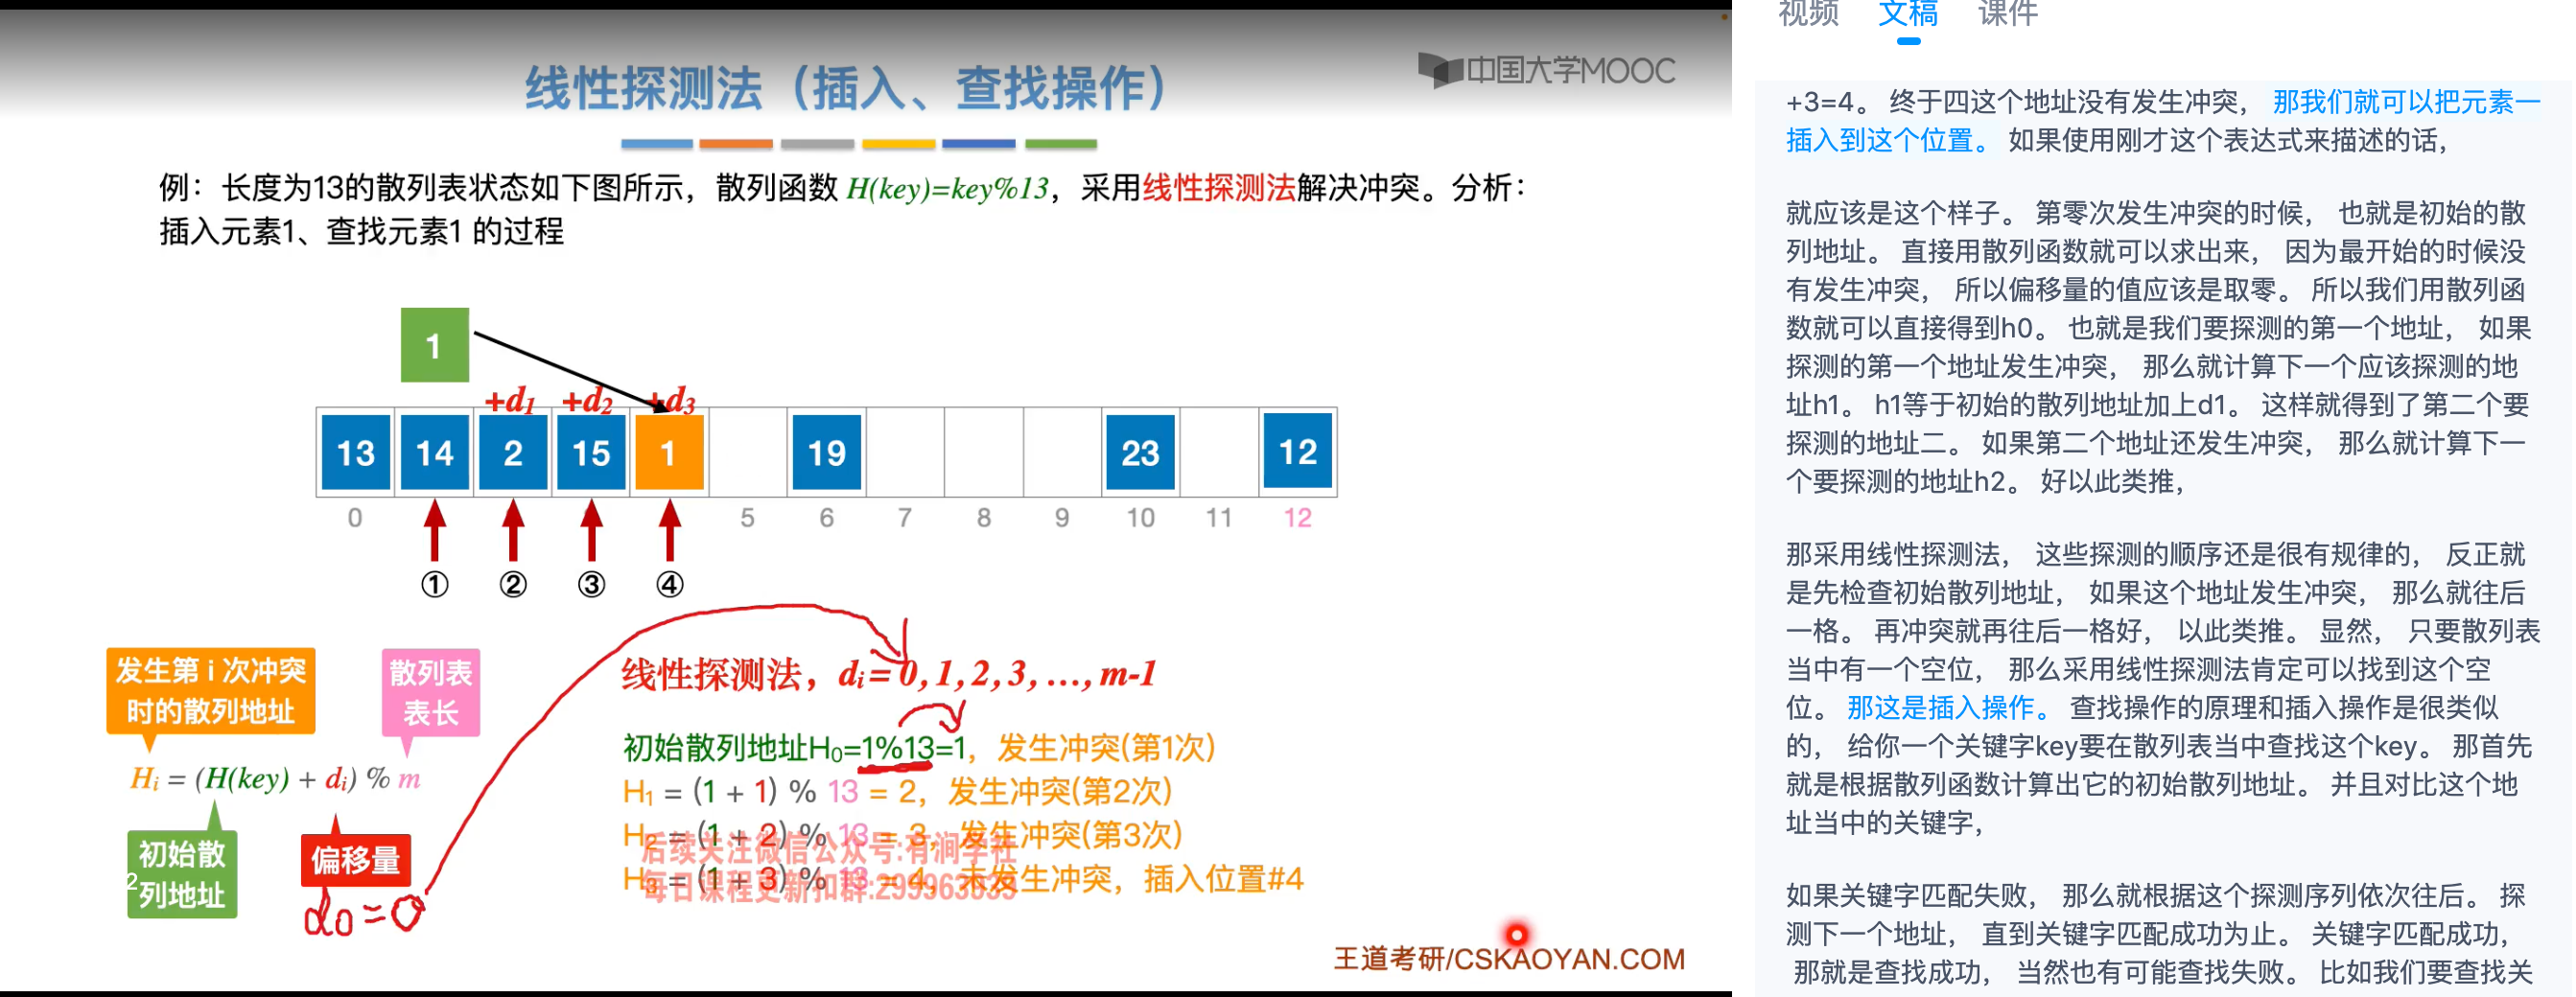 线性探测法（插入、查找操作）
中国大学MOOC
例：长度为13的散列表状态如下图所示，散列函数 H(key)=key%13，采用线性探测法解决冲突。分析：
插入元素1、查找元素1 的过程
1
+d1 +d2 +d3
13 14 2 15 1 19 23 12
0 5 6 7 8 9 10 11 12
① ② ③ ④
发生第 i 次冲突
时的散列地址
散列表
表长
Hi = (H(key) + di) % m
初始散
列地址
2
偏移量
d0=0
线性探测法，di = 0, 1, 2, 3, …, m-1
初始散列地址H0=1%13=1，发生冲突(第1次)
H1 = (1 + 1) % 13 = 2，发生冲突(第2次)
H2 = (1 + 2) % 13 = 3，发生冲突(第3次)
后续关注微信公众号:有涧学社
H3 = (1 + 3) % 13 = 4，未发生冲突，插入位置#4
每日课程更新扣群:299963633
王道考研/CSKAOYAN.COM
视频 文稿 课件
+3=4。 终于四这个地址没有发生冲突， 那我们就可以把元素一
插入到这个位置。 如果使用刚才这个表达式来描述的话，
就应该是这个样子。 第零次发生冲突的时候， 也就是初始的散
列地址。 直接用散列函数就可以求出来， 因为最开始的时候没
有发生冲突， 所以偏移量的值应该是取零。 所以我们用散列函
数就可以直接得到h0。 也就是我们要探测的第一个地址， 如果
探测的第一个地址发生冲突， 那么就计算下一个应该探测的地
址h1。 h1等于初始的散列地址加上d1。 这样就得到了第二个要
探测的地址二。 如果第二个地址还发生冲突， 那么就计算下一
个要探测的地址h2。 好以此类推，
那采用线性探测法， 这些探测的顺序还是很有规律的， 反正就
是先检查初始散列地址， 如果这个地址发生冲突， 那么就往后
一格。 再冲突就再往后一格好， 以此类推。 显然， 只要散列表
当中有一个空位， 那么采用线性探测法肯定可以找到这个空
位。 那这是插入操作。 查找操作的原理和插入操作是很类似
的， 给你一个关键字key要在散列表当中查找这个key。 那首先
就是根据散列函数计算出它的初始散列地址。 并且对比这个地
址当中的关键字，
如果关键字匹配失败， 那么就根据这个探测序列依次往后。 探
测下一个地址， 直到关键字匹配成功为止。 关键字匹配成功，
那就是查找成功， 当然也有可能查找失败。 比如我们要查找关